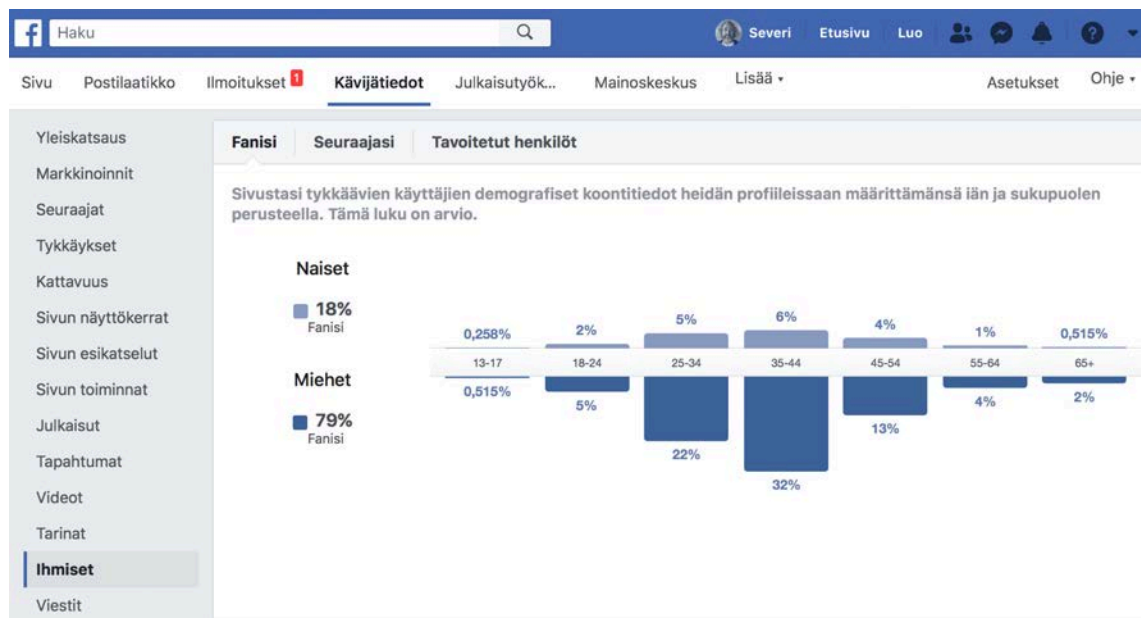 f Haku Severi Etusivu Luo
Sivu Postilaatikko Ilmoitukset 1 Kävijätiedot Julkaisutyök... Mainoskeskus Lisää Asetukset Ohje
Yleiskatsaus
Markkinoinnit
Seuraajat
Tykkäykset
Kattavuus
Sivun näyttökerrat
Sivun esikatselut
Sivun toiminnat
Julkaisut
Tapahtumat
Videot
Tarinat
Ihmiset
Viestit
Fanisi Seuraajasi Tavoitetut henkilöt
Sivustasi tykkäävien käyttäjien demografiset koontitiedot heidän profiileissaan määrittämänsä iän ja sukupuolen
perusteella. Tämä luku on arvio.
Naiset
18%
Fanisi
0,258% 2% 5% 6% 4% 1% 0,515%
13-17 18-24 25-34 35-44 45-54 55-64 65+
Miehet
79%
Fanisi
0,515% 5% 22% 32% 13% 4% 2%